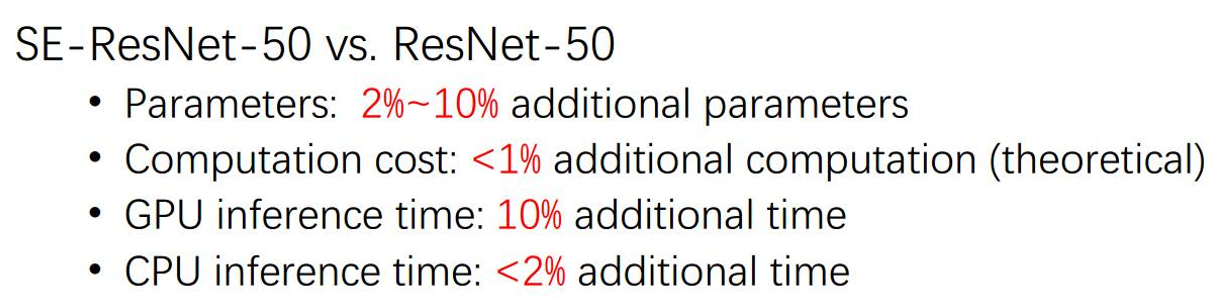 SE-ResNet-50 vs. ResNet-50
• Parameters: 2%~10% additional parameters
• Computation cost: <1% additional computation (theoretical)
• GPU inference time: 10% additional time
• CPU inference time: <2% additional time